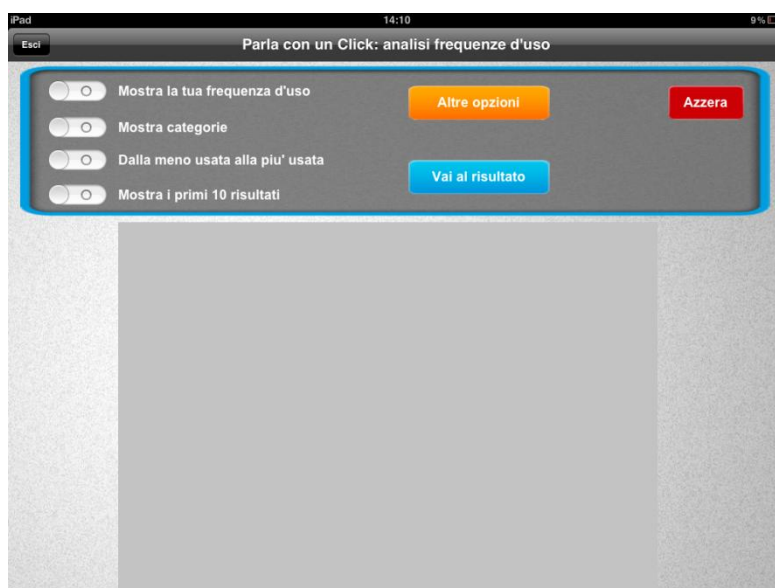 iPad 14:10 9%
Esci Parla con un Click: analisi frequenze d'uso
Mostra la tua frequenza d'uso
Altre opzioni
Azzera
Mostra categorie
Dalla meno usata alla piu' usata
Vai al risultato
Mostra i primi 10 risultati